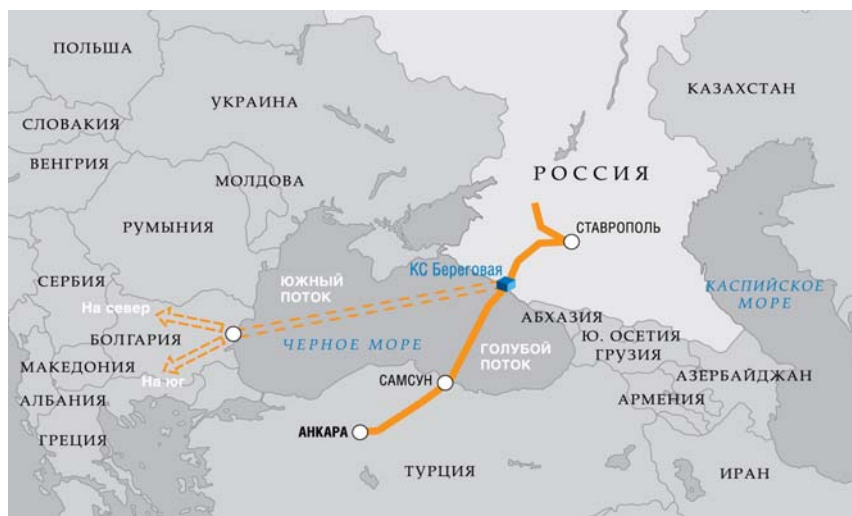 ПОЛЬША
УКРАИНА
КАЗАХСТАН
СЛОВАКИЯ
ВЕНГРИЯ
МОЛДОВА
РОССИЯ
РУМЫНИЯ
СТАВРОПОЛЬ
КС Береговая
СЕРБИЯ
ЮЖНЫЙ
ПОТОК
КАСПИЙСКОЕ
МОРЕ
На север
АБХАЗИЯ
БОЛГАРИЯ
ЧЕРНОЕ МОРЕ
Ю. ОСЕТИЯ
ГРУЗИЯ
ГОЛУБОЙ
ПОТОК
МАКЕДОНИЯ
На юг
САМСУН
АЗЕРБАЙДЖАН
АЛБАНИЯ
АРМЕНИЯ
АНКАРА
ГРЕЦИЯ
ТУРЦИЯ
ИРАН